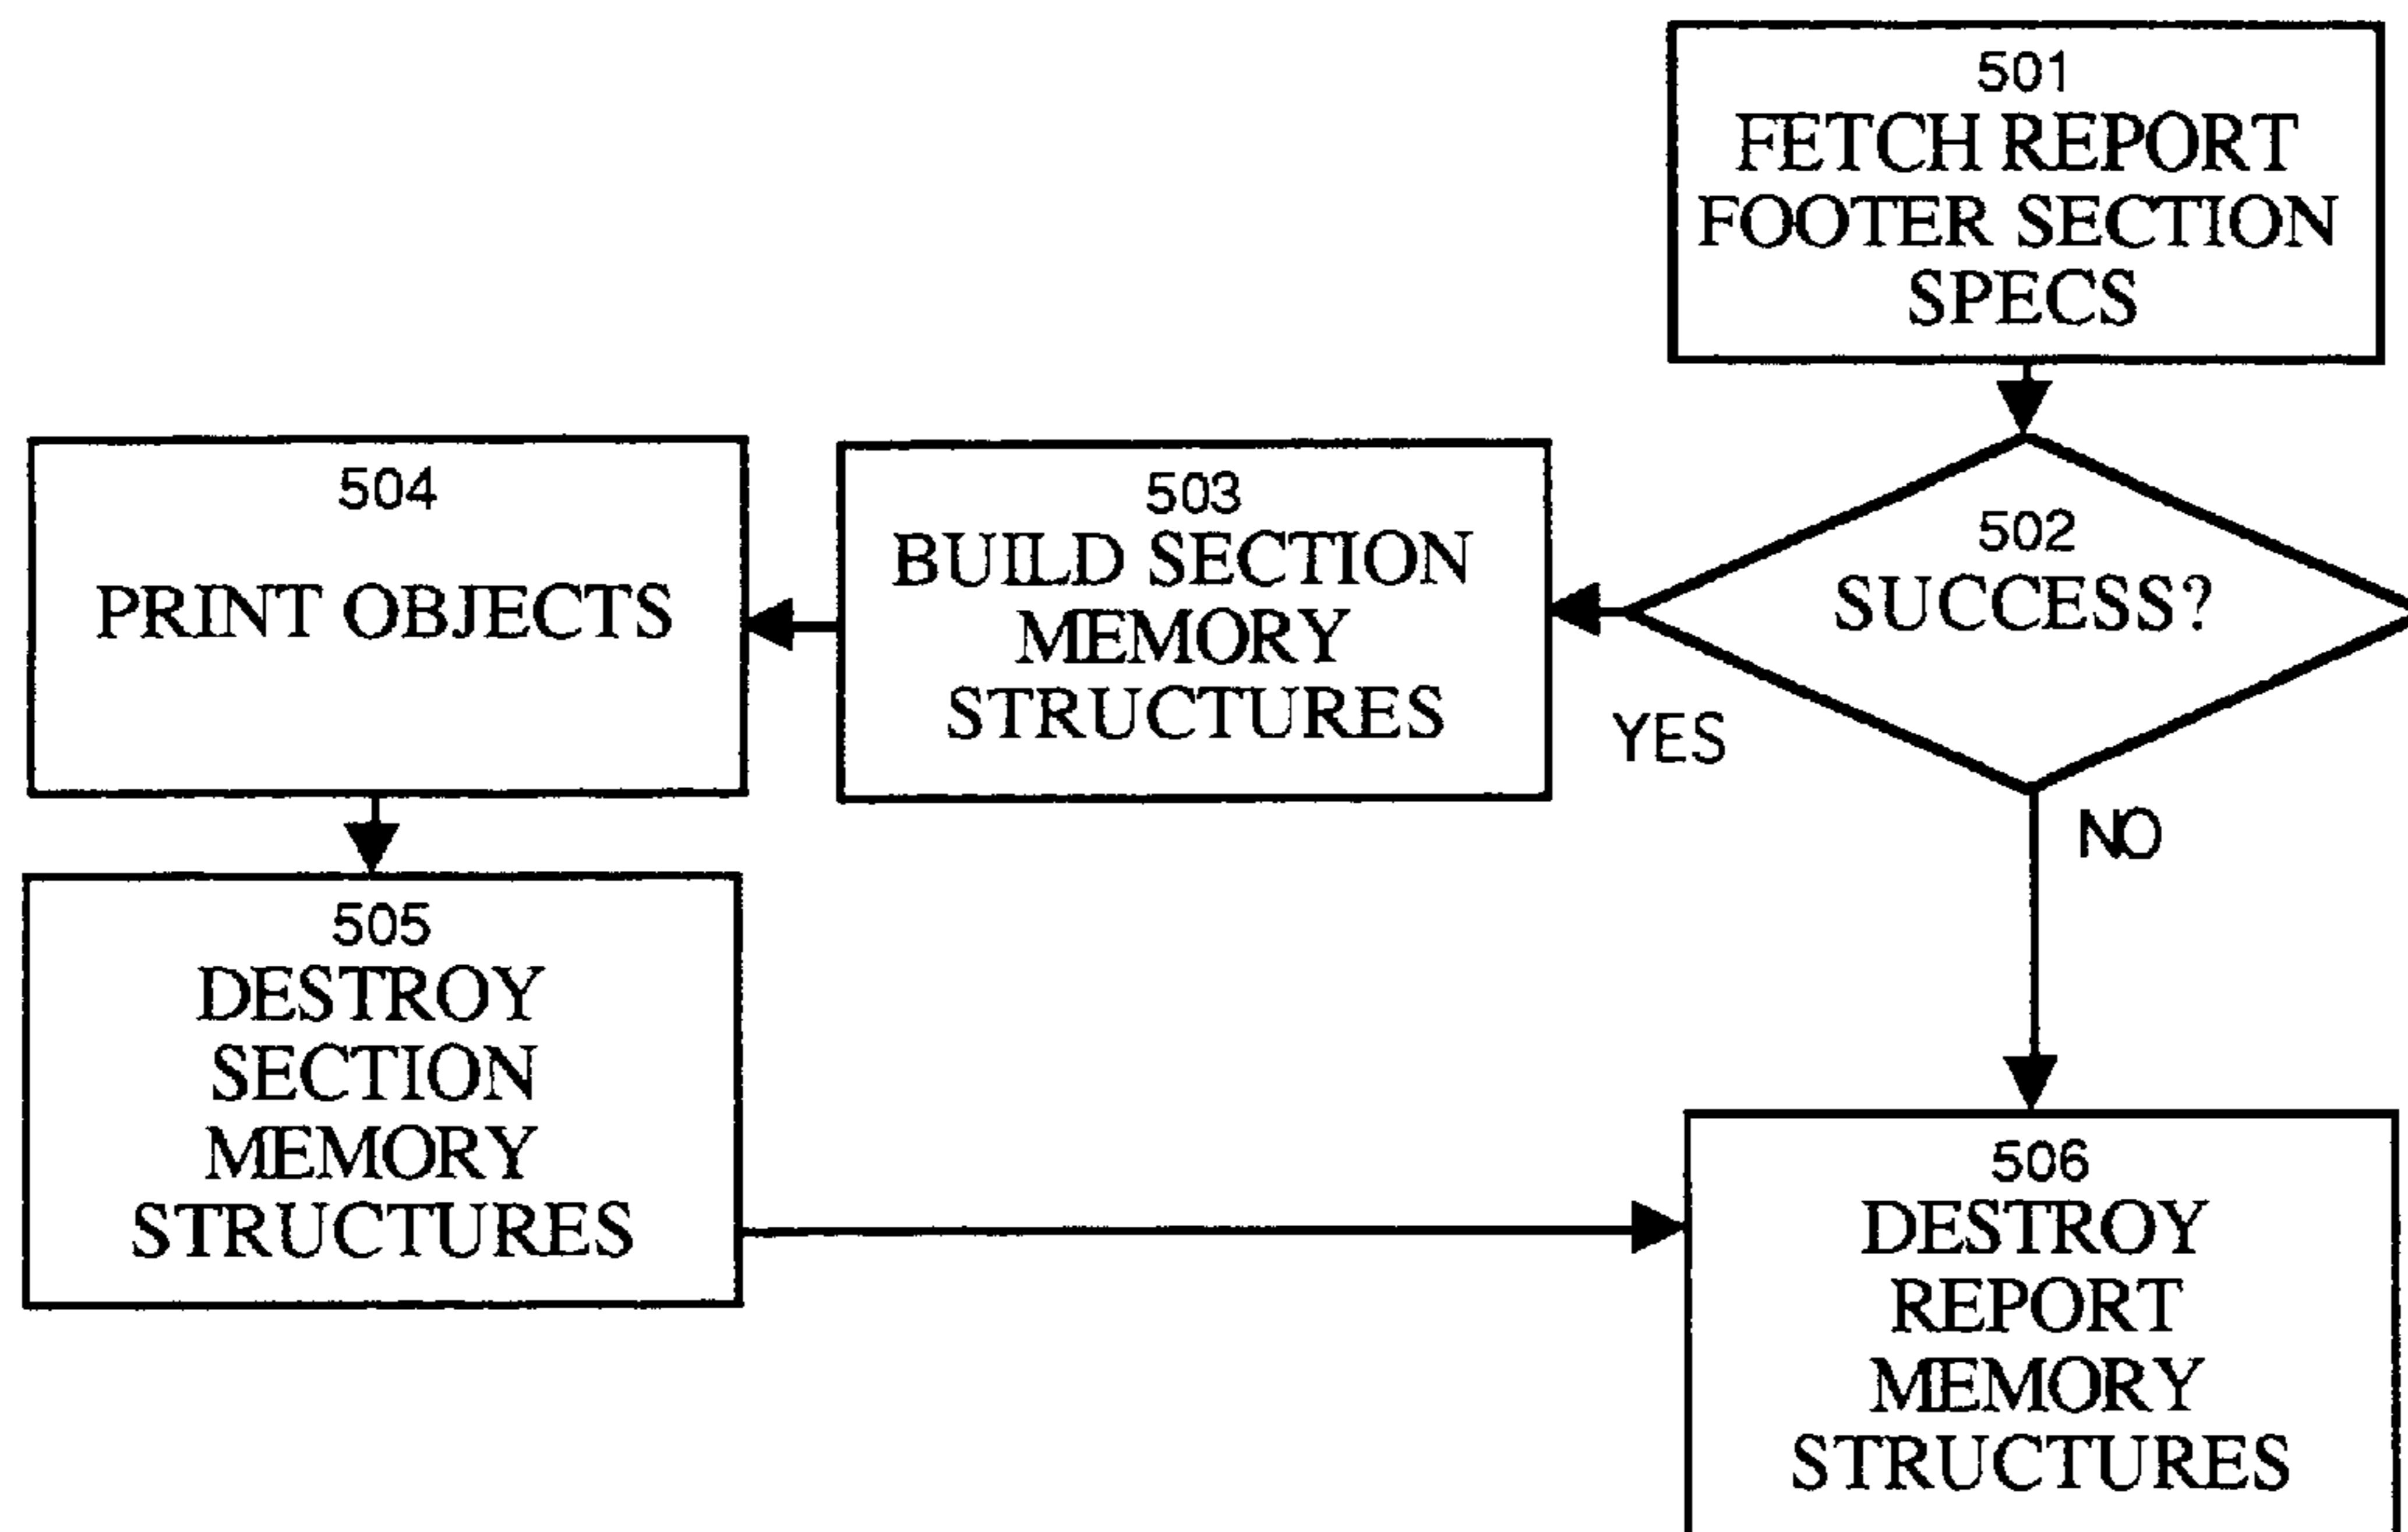 501
FETCH REPORT
FOOTER SECTION
SPECS
502
SUCCESS?
YES
NO
503
BUILD SECTION
MEMORY
STRUCTURES
504
PRINT OBJECTS
505
DESTROY
SECTION
MEMORY
STRUCTURES
506
DESTROY
REPORT
MEMORY
STRUCTURES